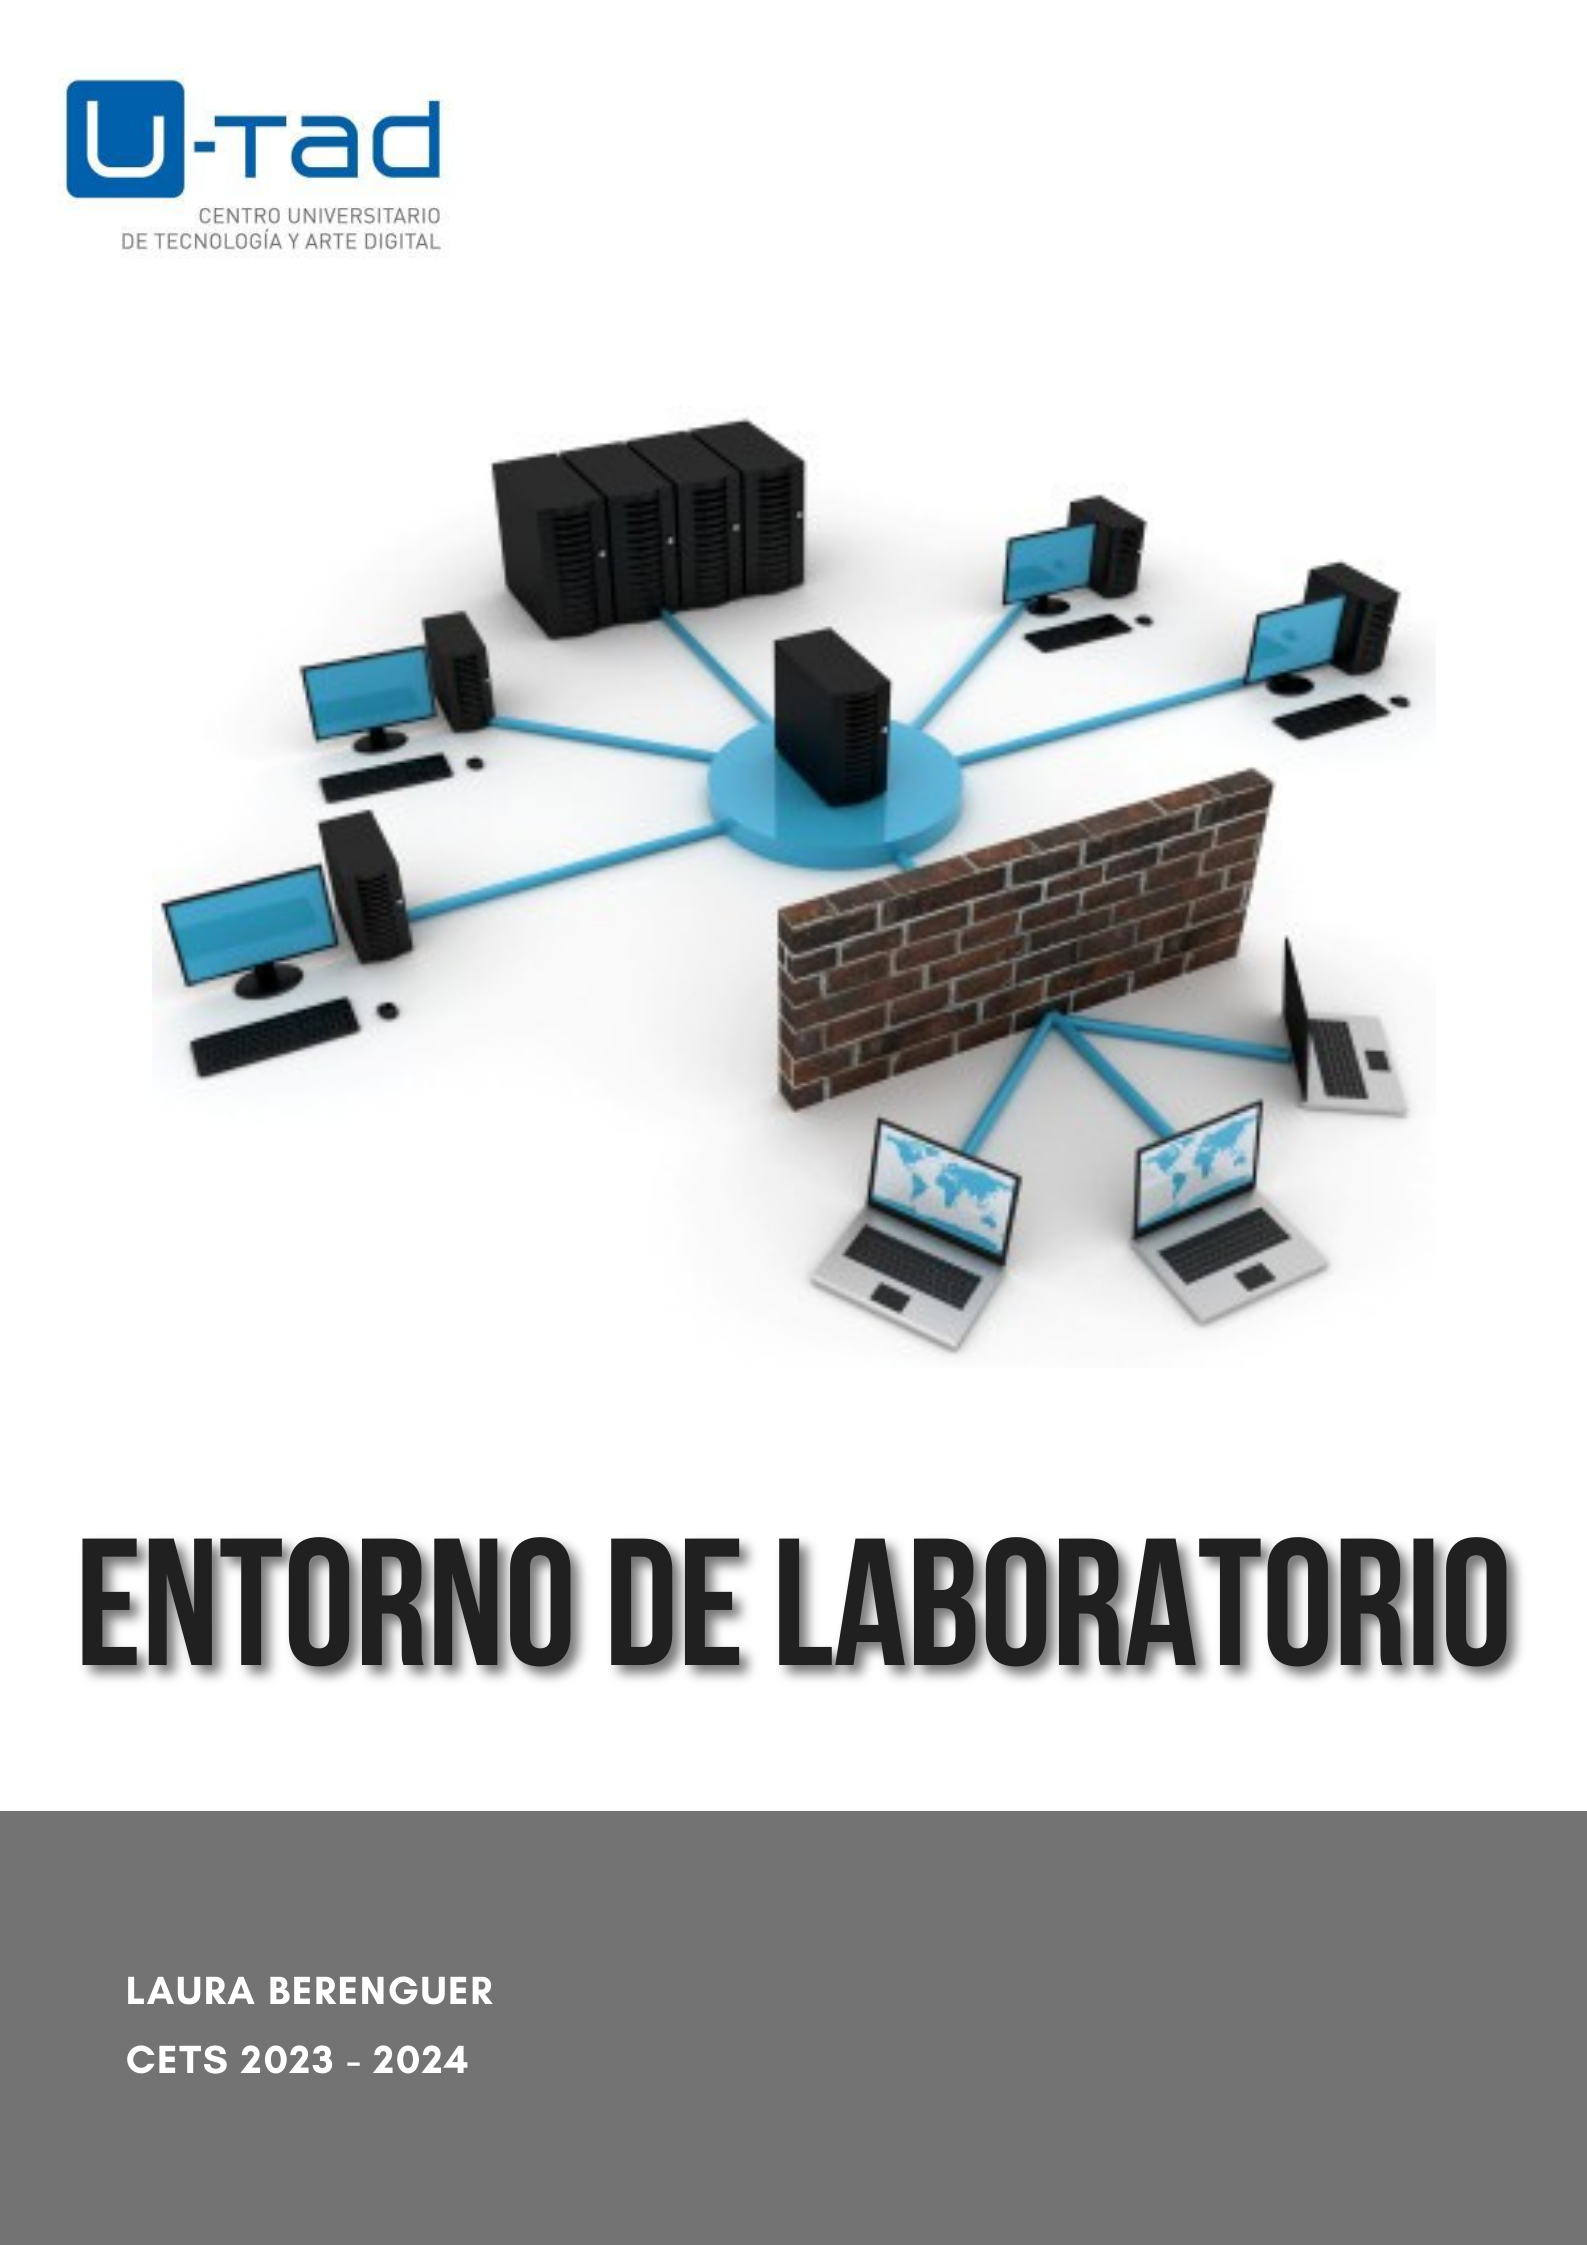 U-tad
CENTRO UNIVERSITARIO
DE TECNOLOGÍA Y ARTE DIGITAL
ENTORNO DE LABORATORIO
LAURA BERENGUER
CETS 2023 - 2024